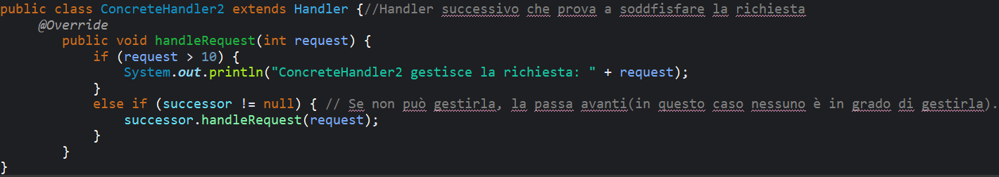 public class ConcreteHandler2 extends Handler {//Handler successivo che prova a soddfisfare la richiesta
@Override
public void handleRequest(int request) {
if (request > 10) {
System.out.println("ConcreteHandler2 gestisce la richiesta: " + request);
}
else if (successor != null) { // Se non può gestirla, la passa avanti(in questo caso nessuno è in grado di gestirla).
successor.handleRequest(request);
}
}
}